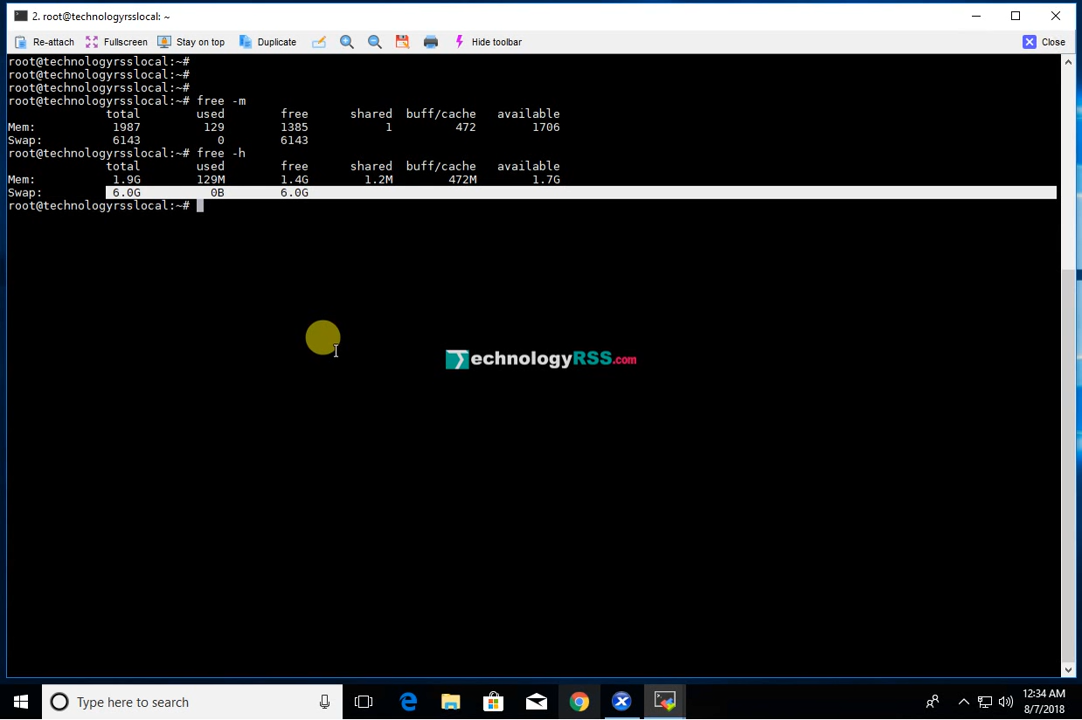 2. root@technologyrsslocal: ~
Re-attach Fullscreen Stay on top Duplicate Hide toolbar Close
root@technologyrsslocal:~#
root@technologyrsslocal:~#
root@technologyrsslocal:~#
root@technologyrsslocal:~# free -m
total used free shared buff/cache available
Mem: 1987 129 1385 1 472 1706
Swap: 6143 0 6143
root@technologyrsslocal:~# free -h
total used free shared buff/cache available
Mem: 1.9G 129M 1.4G 1.2M 472M 1.7G
Swap: 6.0G 0B 6.0G
root@technologyrsslocal:~#
TechnologyRSS.com
Type here to search
12:34 AM
8/7/2018